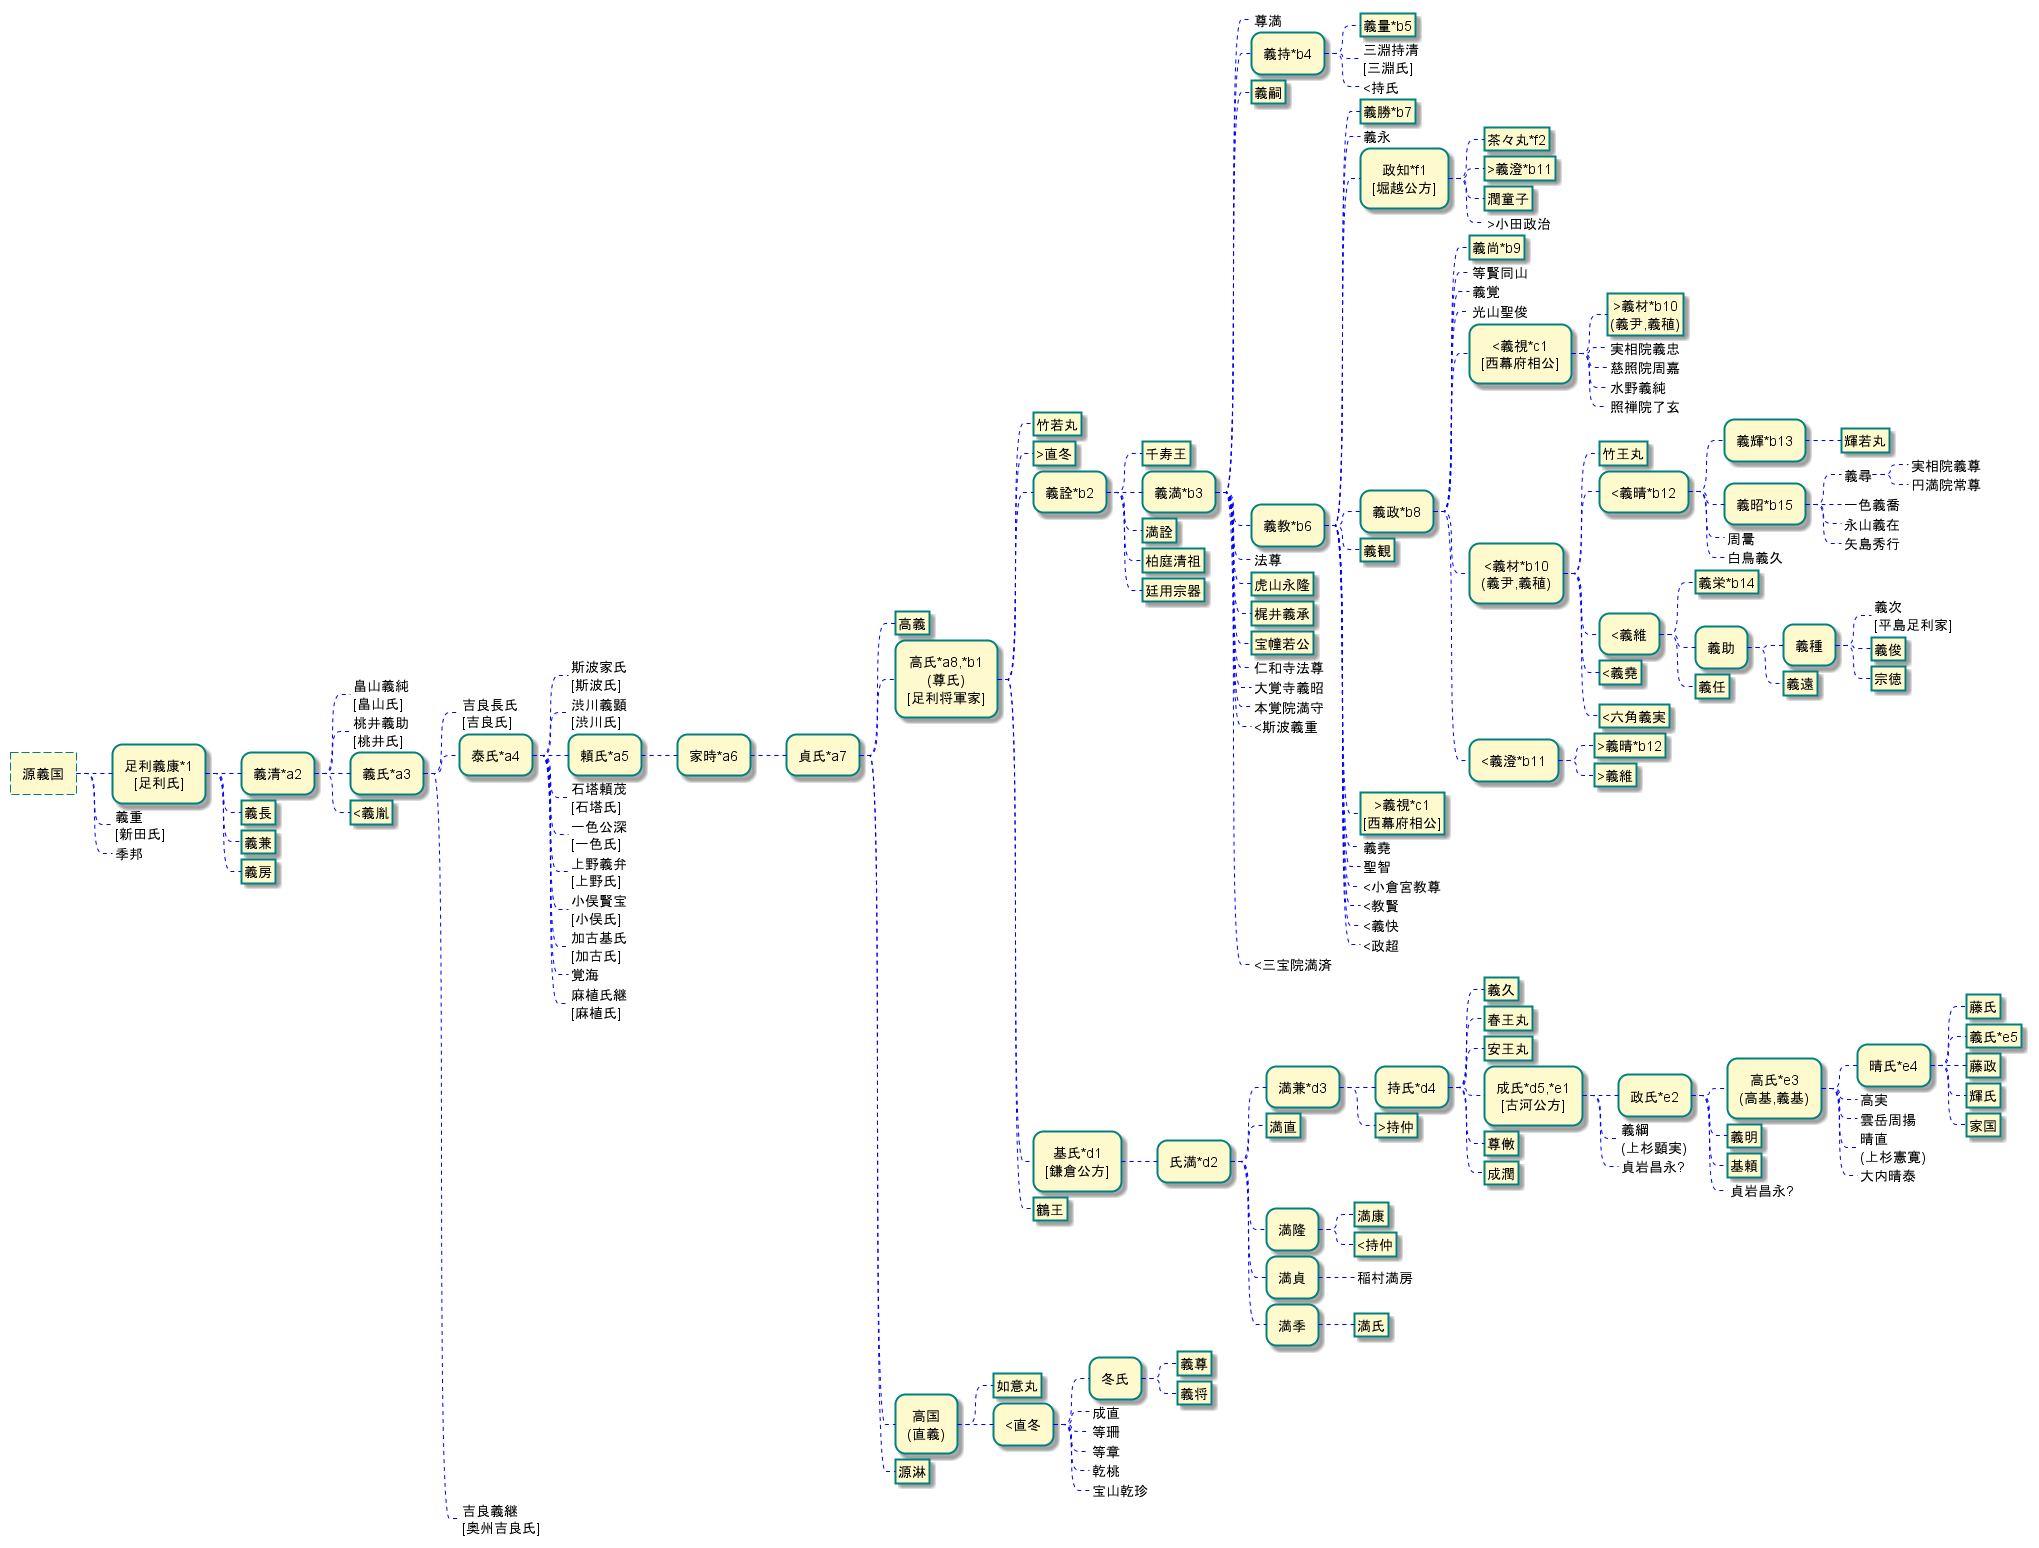 源義国
足利義康*1
[足利氏]
義重
[新田氏]
季邦
義清*a2
義長
義兼
義房
畠山義純
[畠山氏]
桃井義助
[桃井氏]
義氏*a3
<義胤
吉良長氏
[吉良氏]
泰氏*a4
吉良義継
[奥州吉良氏]
斯波家氏
[斯波氏]
渋川義顕
[渋川氏]
頼氏*a5
石塔頼茂
[石塔氏]
一色公深
[一色氏]
上野義弁
[上野氏]
小俣賢宝
[小俣氏]
加古基氏
[加古氏]
覚海
麻植氏継
[麻植氏]
家時*a6
貞氏*a7
高義
高氏*a8,*b1
(尊氏)
[足利将軍家]
高国
(直義)
源淋
竹若丸
>直冬
義詮*b2
基氏*d1
[鎌倉公方]
鶴王
千寿王
義満*b3
満詮
柏庭清祖
廷用宗器
尊満
義持*b4
義嗣
義教*b6
法尊
虎山永隆
梶井義承
宝幢若公
仁和寺法尊
大覚寺義昭
本覚院満守
<斯波義重
<三宝院満済
義量*b5
三淵持清
[三淵氏]
<持氏
義勝*b7
義永
政知*f1
[堀越公方]
義政*b8
義観
>義視*c1
[西幕府相公]
義堯
聖智
<小倉宮教尊
<教賢
<義快
<政超
茶々丸*f2
>義澄*b11
潤童子
>小田政治
義尚*b9
等賢同山
義覚
光山聖俊
<義視*c1
[西幕府相公]
<義材*b10
(義尹,義稙)
<義澄*b11
>義材*b10
(義尹,義稙)
実相院義忠
慈照院周嘉
水野義純
照禅院了玄
竹王丸
<義晴*b12
<義維
<義堯
<六角義実
>義晴*b12
>義維
義輝*b13
義昭*b15
周暠
白鳥義久
輝若丸
義尋
一色義喬
永山義在
矢島秀行
実相院義尊
円満院常尊
義栄*b14
義助
義任
義種
義遠
義次
[平島足利家]
義俊
宗徳
氏満*d2
満兼*d3
満直
満隆
満貞
満季
持氏*d4
>持仲
満康
<持仲
稲村満房
満氏
義久
春王丸
安王丸
成氏*d5,*e1
[古河公方]
尊敒
成潤
政氏*e2
義綱
(上杉顕実)
貞岩昌永?
高氏*e3
(高基,義基)
義明
基頼
貞岩昌永?
晴氏*e4
高実
雲岳周揚
晴直
(上杉憲寛)
大内晴泰
藤氏
義氏*e5
藤政
輝氏
家国
如意丸
<直冬
冬氏
成直
等珊
等章
乾桃
宝山乾珍
義尊
義将